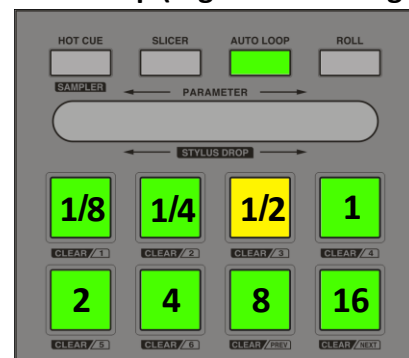 HOT CUE SLICER AUTO LOOP ROLL
SAMPLER PARAMETER
STYLUS DROP
1/8 1/4 1/2 1
CLEAR/1 CLEAR/2 CLEAR/3 CLEAR/4
2 4 8 16
CLEAR/5 CLEAR/6 CLEAR/PREV CLEAR/NEXT